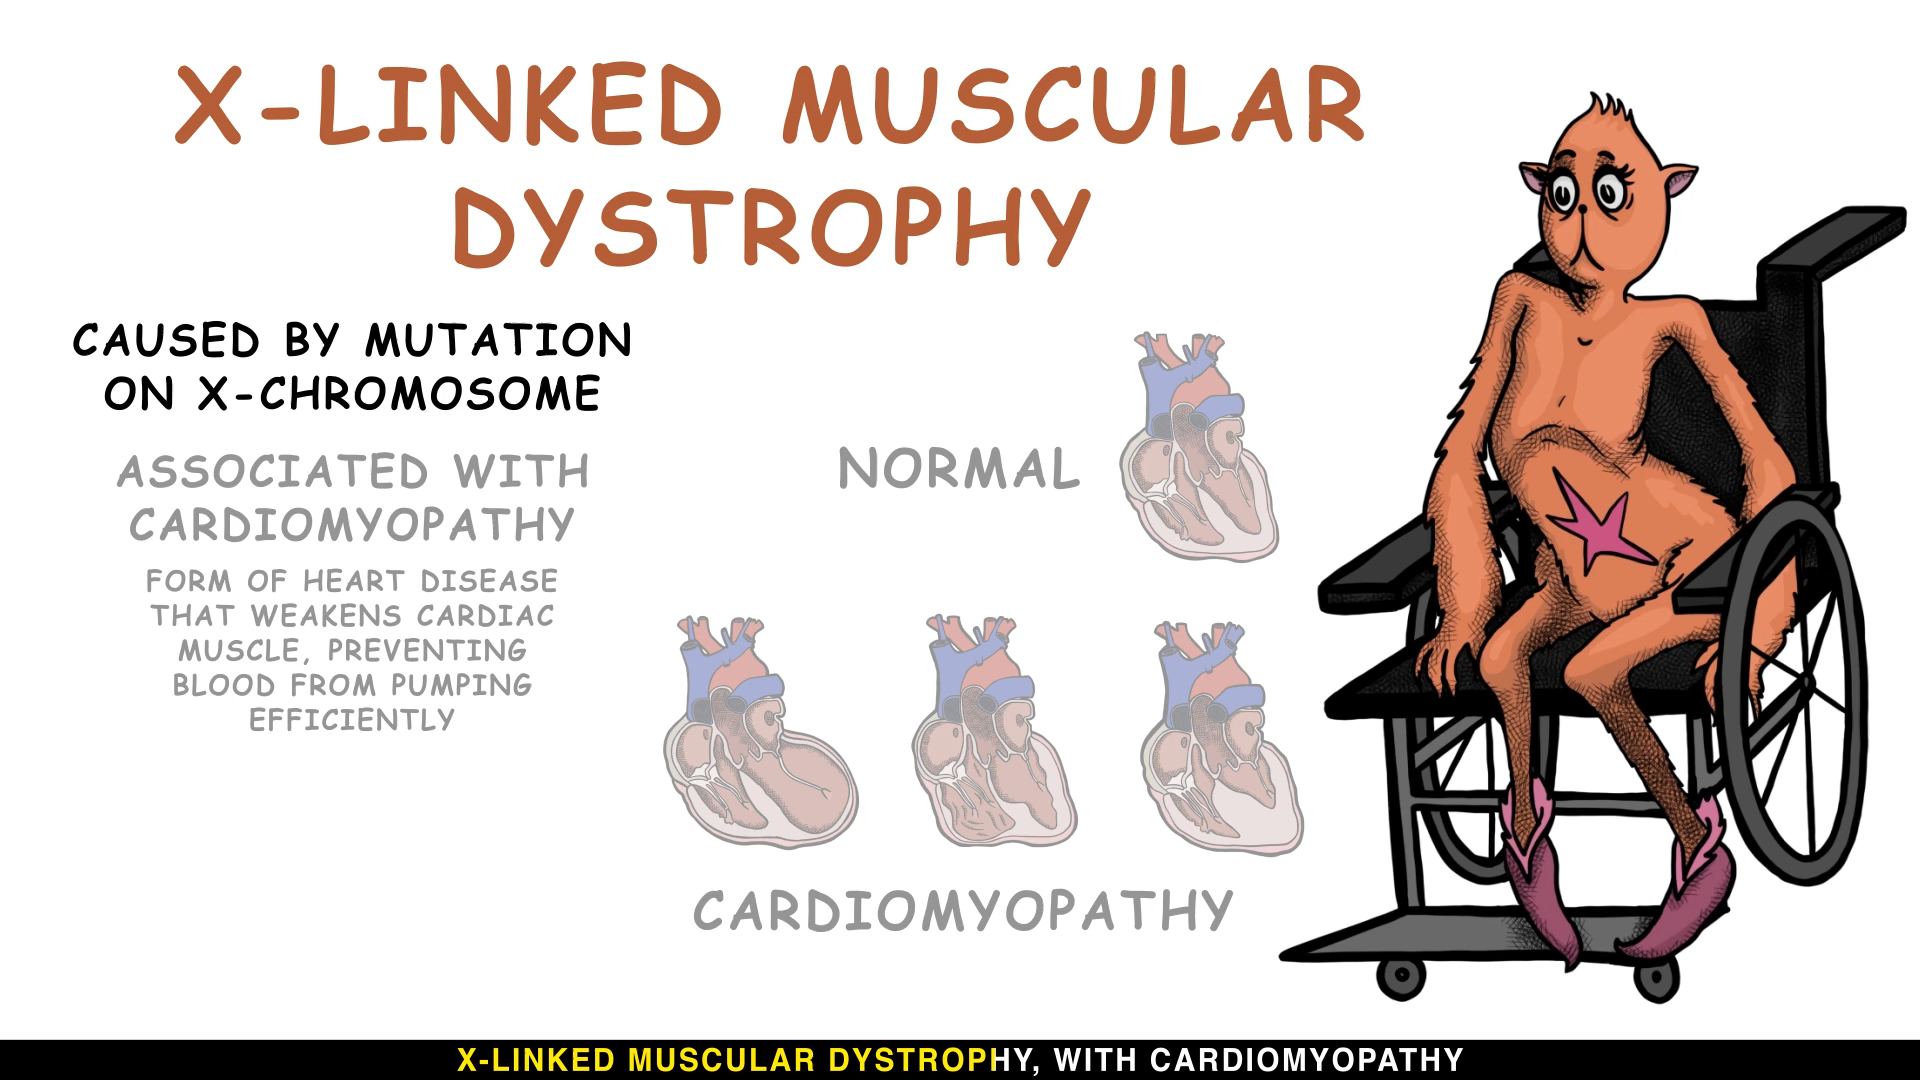 X-LINKED MUSCULAR
DYSTROPHY
CAUSED BY MUTATION
ON X-CHROMOSOME
ASSOCIATED WITH
CARDIOMYOPATHY
FORM OF HEART DISEASE
THAT WEAKENS CARDIAC
MUSCLE, PREVENTING
BLOOD FROM PUMPING
EFFICIENTLY
NORMAL
CARDIOMYOPATHY
X-LINKED MUSCULAR DYSTROPHY, WITH CARDIOMYOPATHY